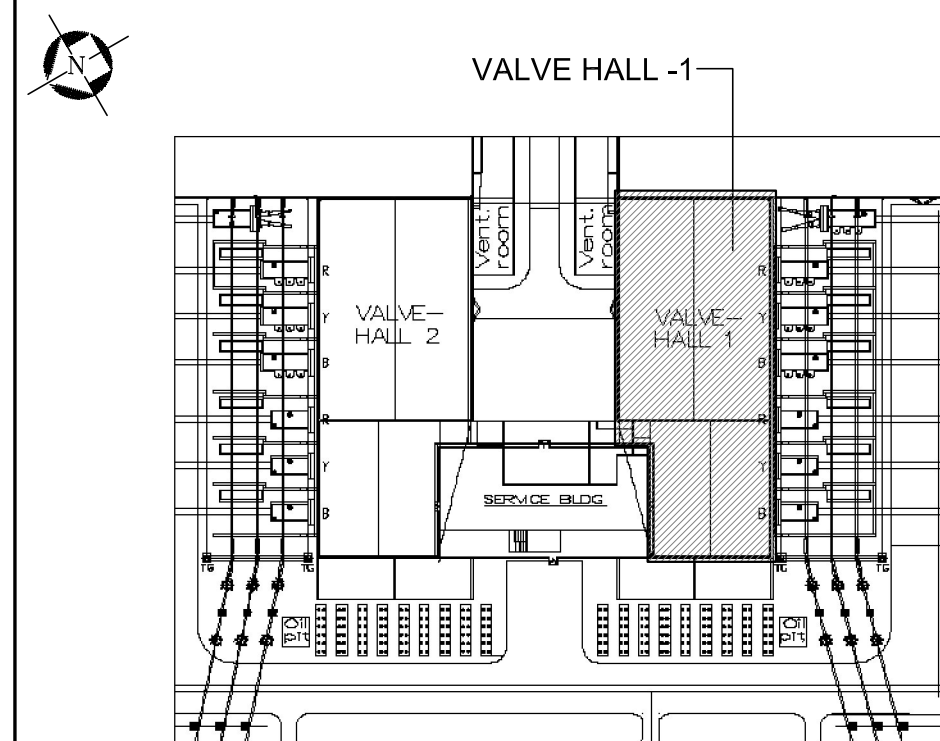 N
VALVE HALL -1
Vent.
room
Vent.
room
R
Y
B
R
Y
B
VALVE-
HALL 2
VALVE-
HALL 1
R
Y
B
R
Y
B
SERVICE BLDG
TG
TG
TG
TG
Oil
pit
Oil
pit